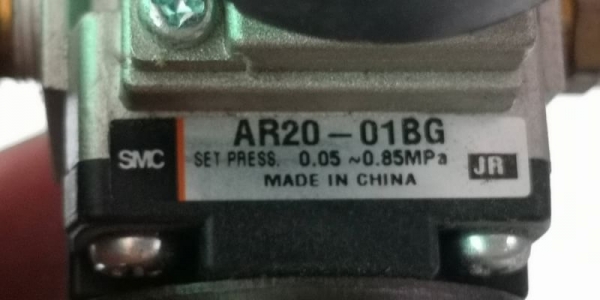 AR20-01BG
SMC SET PRESS. 0.05 ~0.85MPa JR
MADE IN CHINA